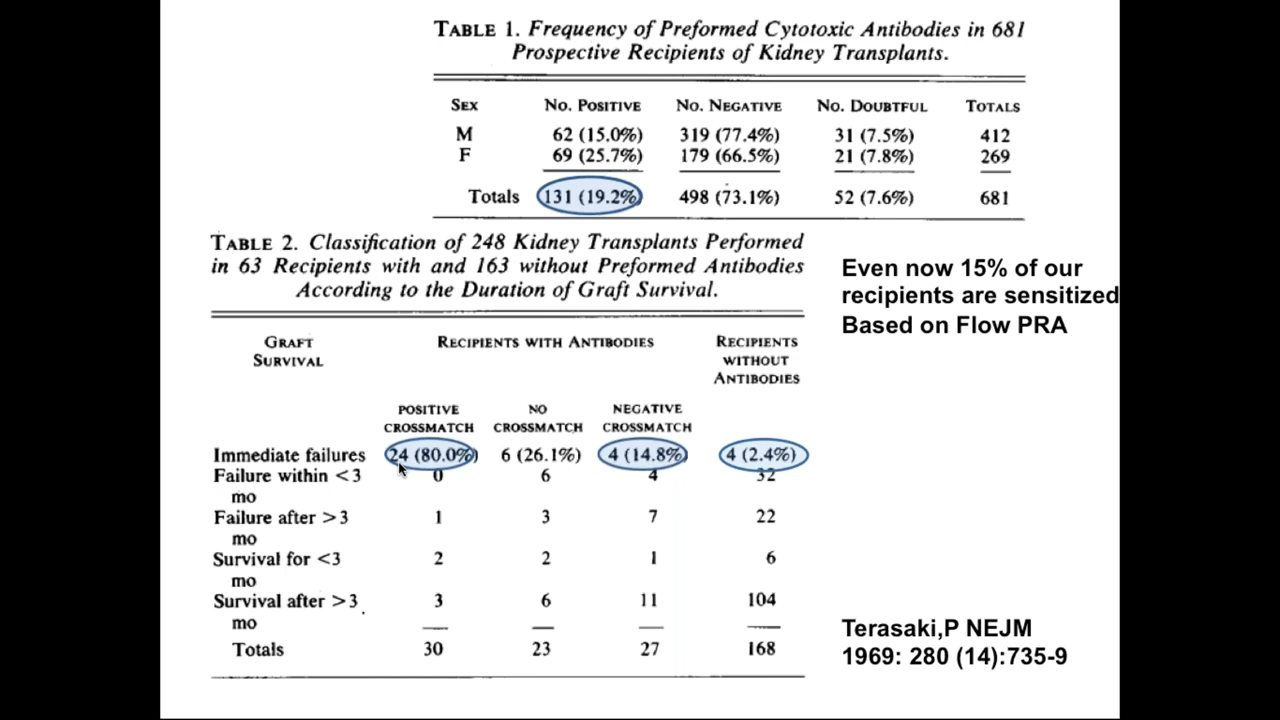 TABLE 1. Frequency of Preformed Cytotoxic Antibodies in 681
Prospective Recipients of Kidney Transplants.
SEX No. POSITIVE No. NEGATIVE No. DOUBTFUL TOTALS
M 62 (15.0%) 319 (77.4%) 31 (7.5%) 412
F 69 (25.7%) 179 (66.5%) 21 (7.8%) 269
Totals 131 (19.2%) 498 (73.1%) 52 (7.6%) 681
TABLE 2. Classification of 248 Kidney Transplants Performed
in 63 Recipients with and 163 without Preformed Antibodies
According to the Duration of Graft Survival.
Even now 15% of our
recipients are sensitized
Based on Flow PRA
GRAFT RECIPIENTS WITH ANTIBODIES RECIPIENTS
SURVIVAL WITHOUT
ANTIBODIES
POSITIVE NO NEGATIVE
CROSSMATCH CROSSMATCH CROSSMATCH
Immediate failures 24 (80.0%) 6 (26.1%) 4 (14.8%) 4 (2.4%)
Failure within <3 0 6 4 32
mo
Failure after >3 1 3 7 22
mo
Survival for <3 2 2 1 6
mo
Survival after >3 3 6 11 104
mo
Totals 30 23 27 168
Terasaki,P NEJM
1969: 280 (14):735-9